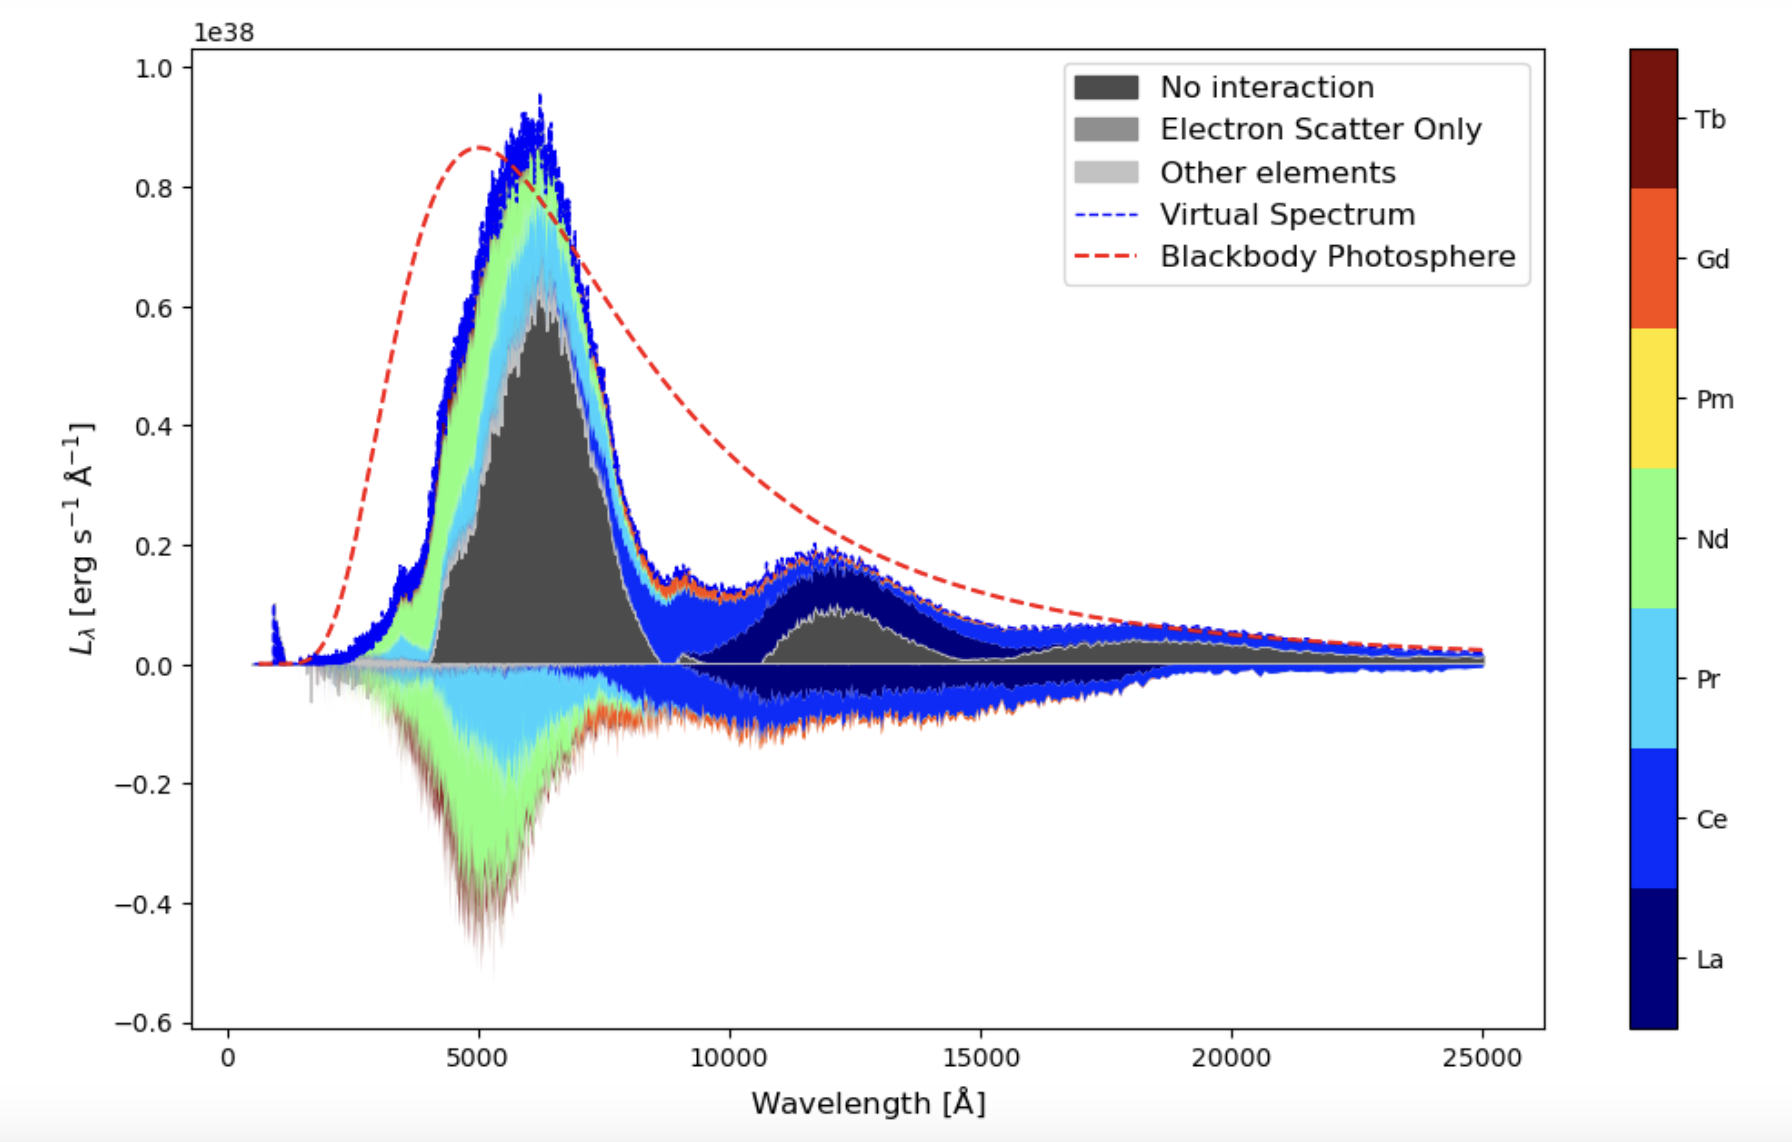 1e38
1.0
0.8
0.6
0.4
0.2
0.0
−0.2
−0.4
−0.6
Lλ [erg s−1 Å−1]
0 5000 10000 15000 20000 25000
Wavelength [Å]
No interaction
Electron Scatter Only
Other elements
Virtual Spectrum
Blackbody Photosphere
Tb
Gd
Pm
Nd
Pr
Ce
La